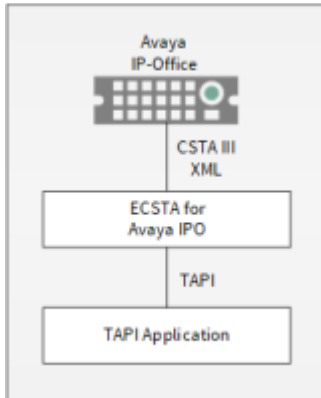 Avaya
IP-Office
CSTA III
XML
ECSTA for
Avaya IPO
TAPI
TAPI Application